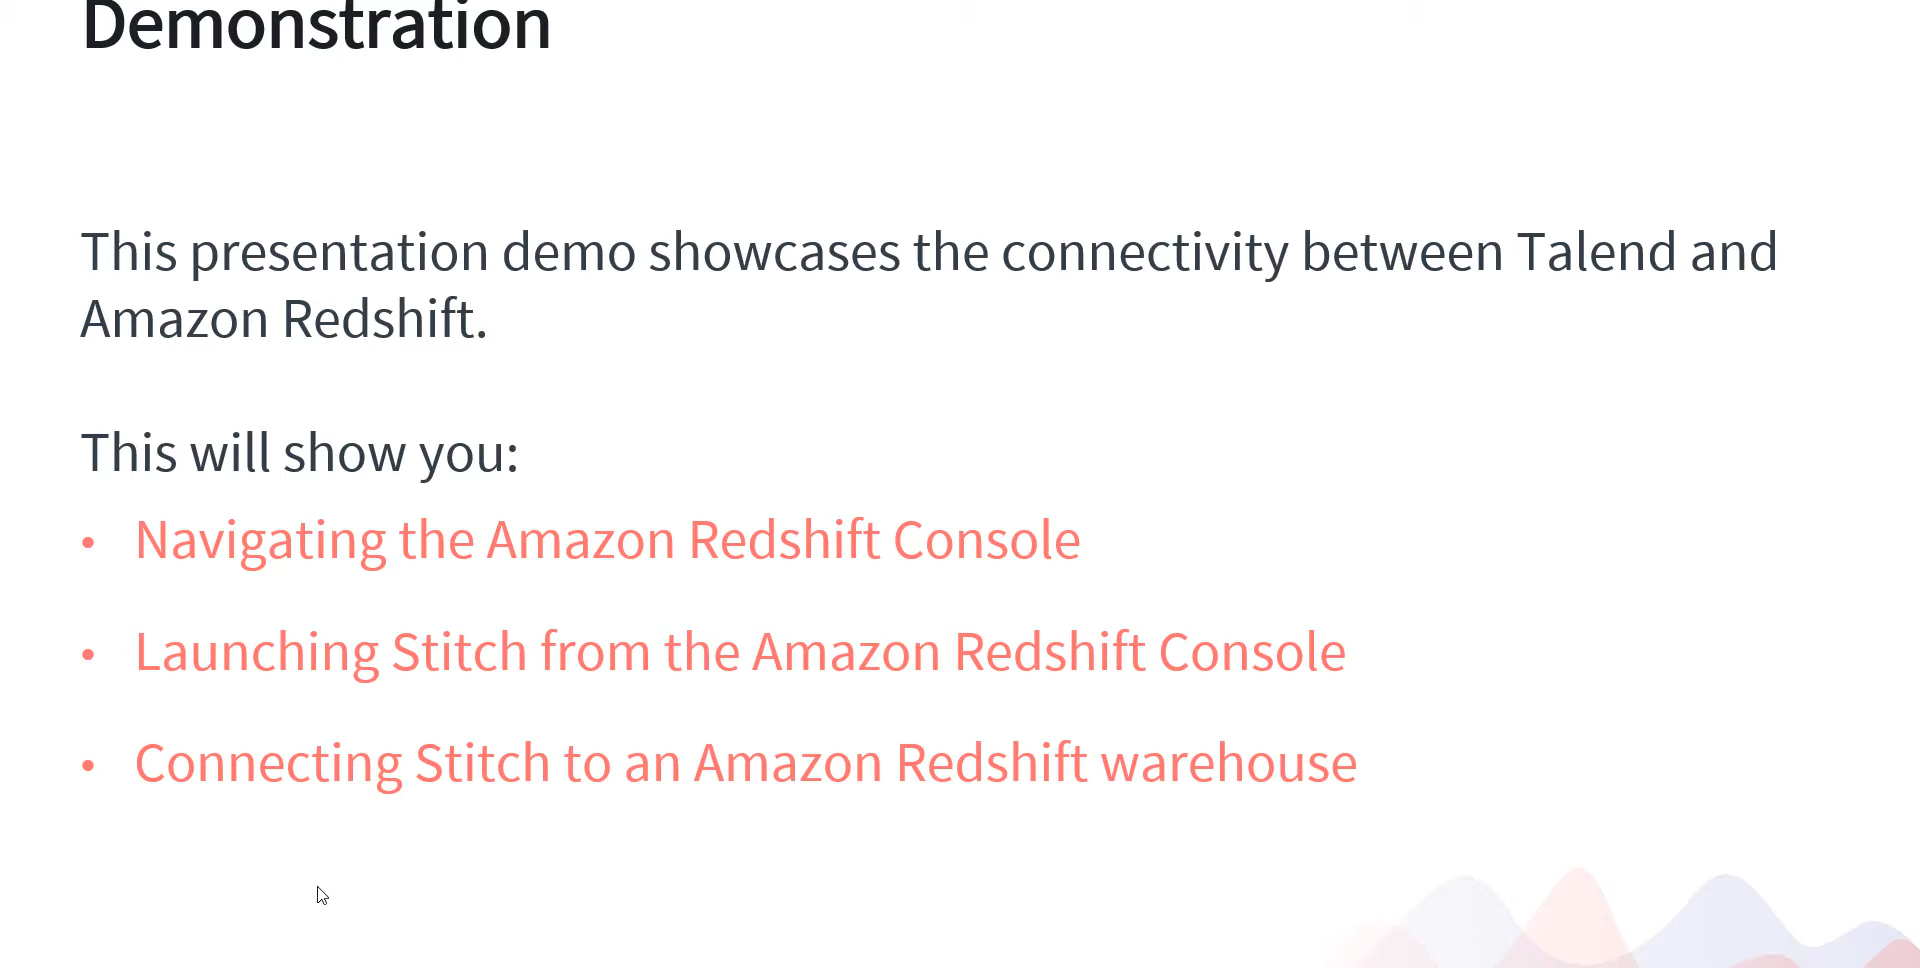 Demonstration
This presentation demo showcases the connectivity between Talend and
Amazon Redshift.
This will show you:
• Navigating the Amazon Redshift Console
• Launching Stitch from the Amazon Redshift Console
• Connecting Stitch to an Amazon Redshift warehouse